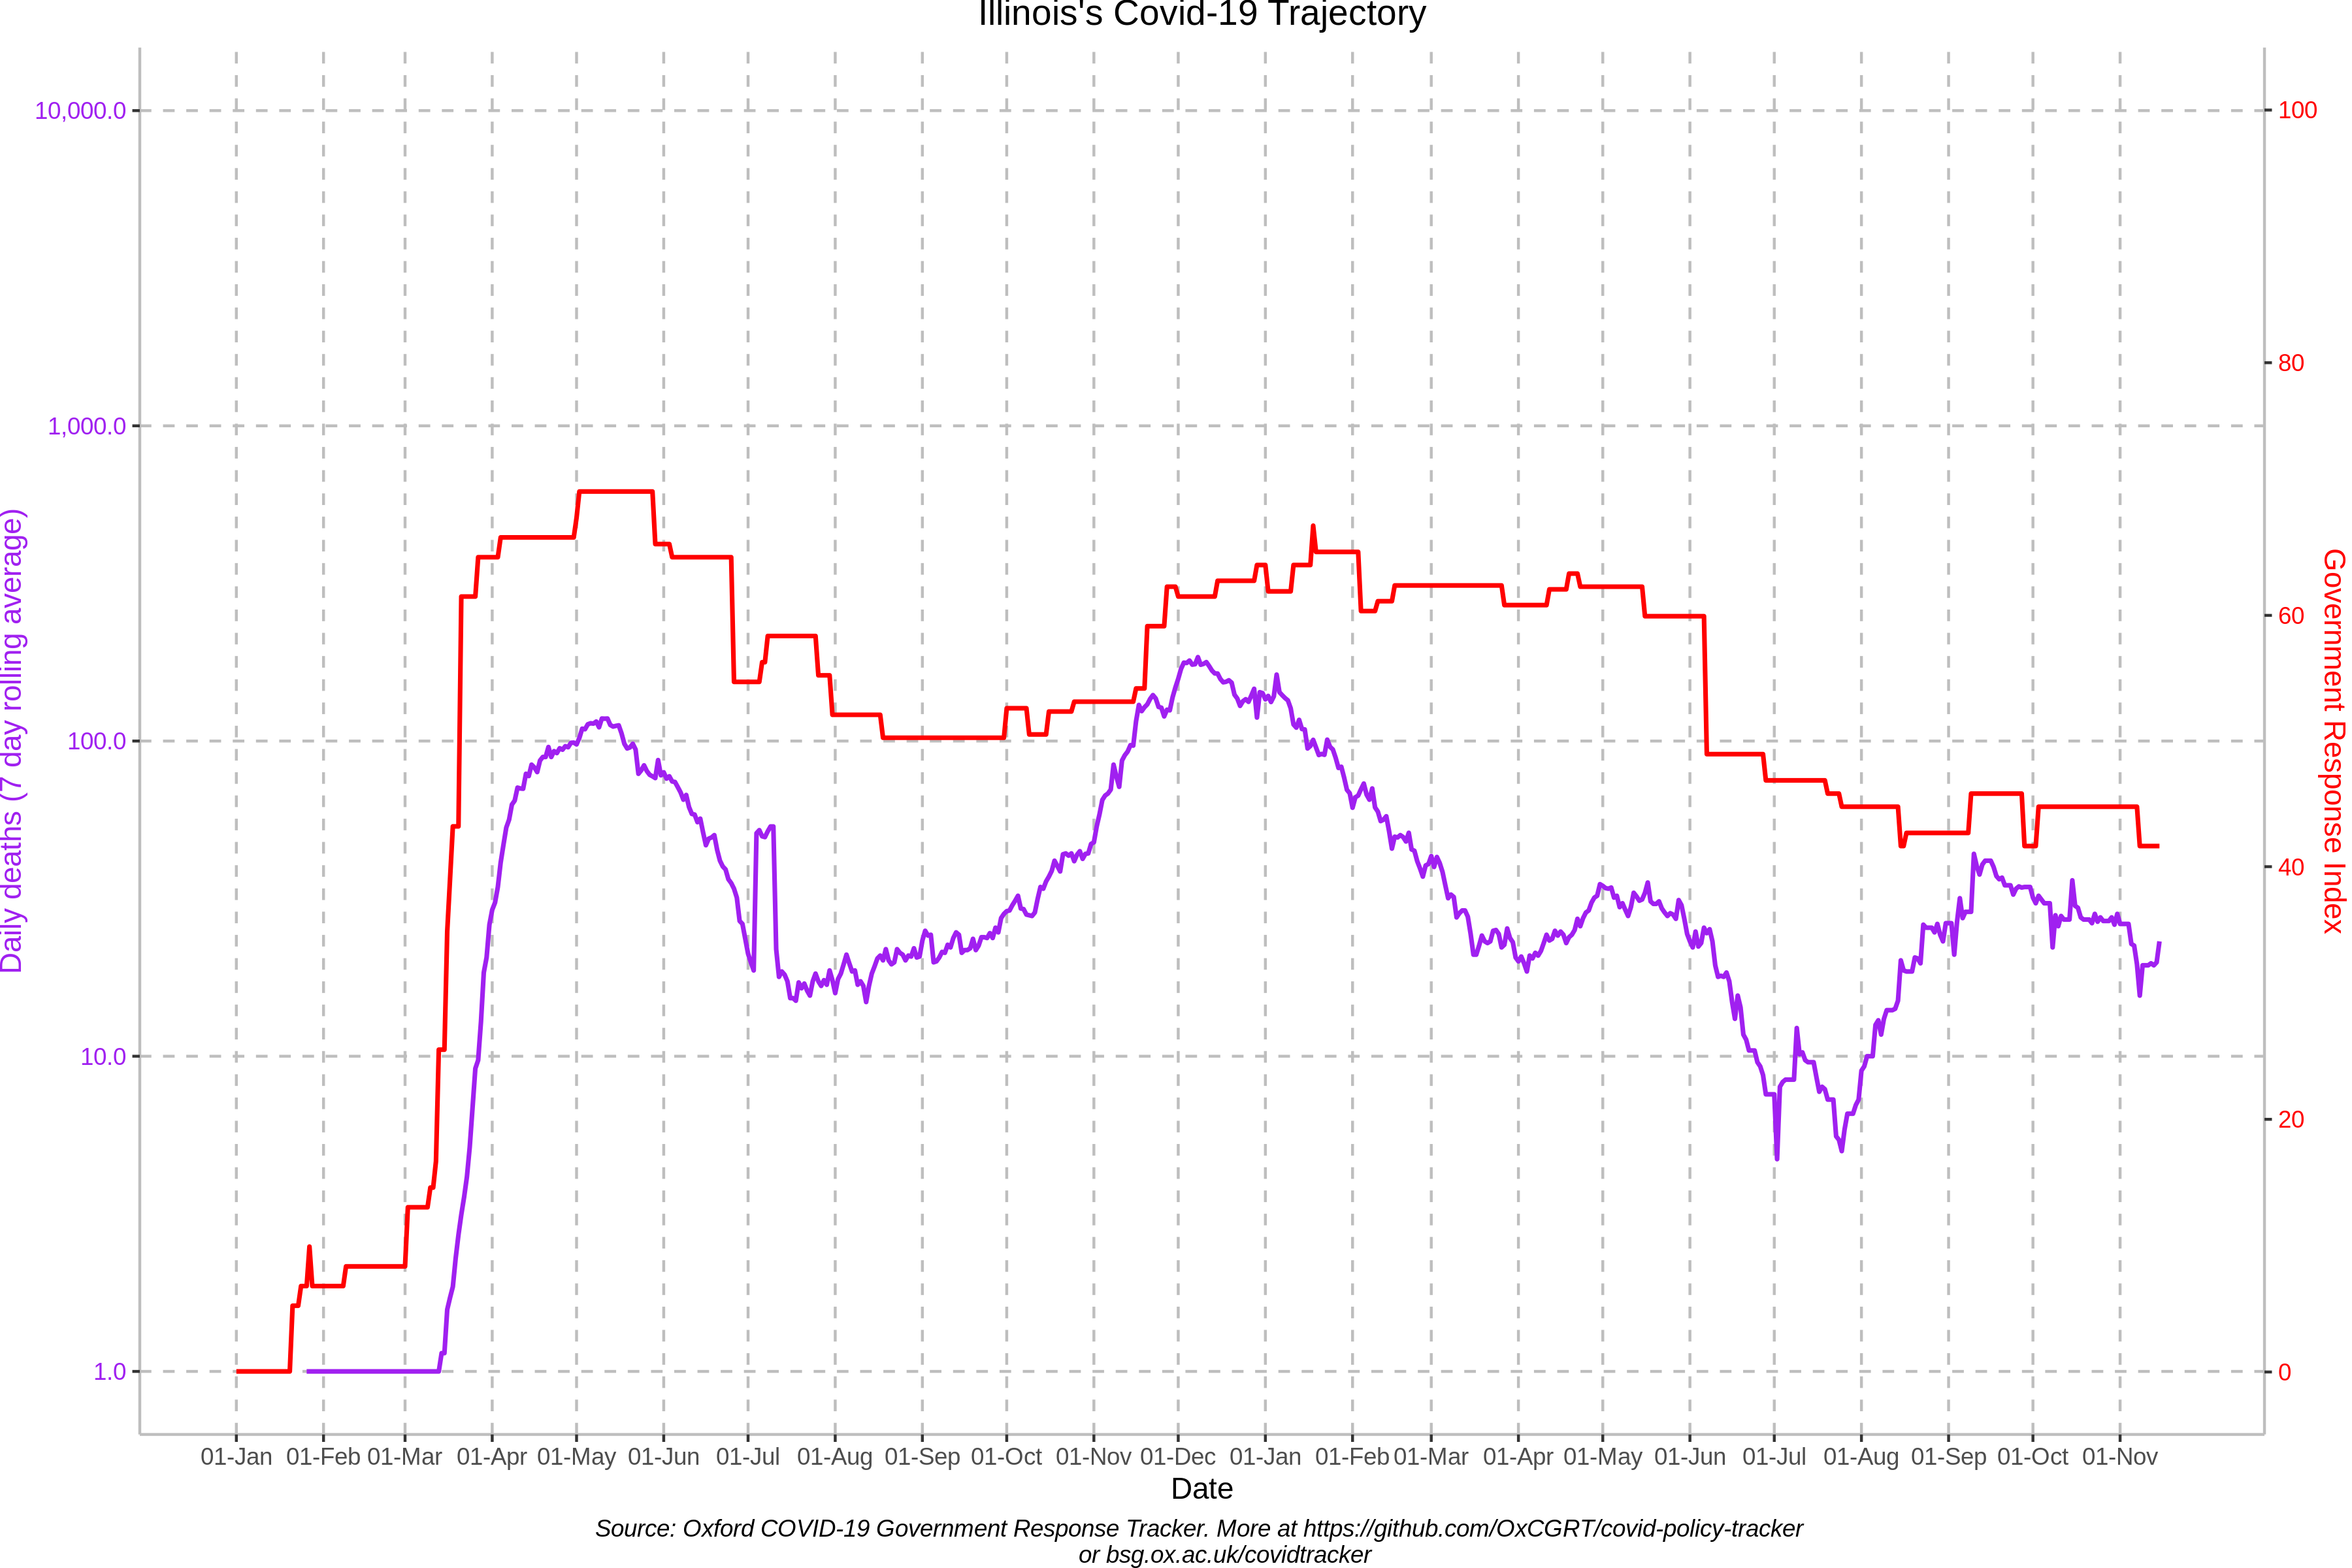 Illinois's Covid-19 Trajectory
10,000.0
1,000.0
100.0
10.0
1.0
Daily deaths (7 day rolling average)
100
80
60
40
20
0
Government Response Index
01-Jan 01-Feb 01-Mar 01-Apr 01-May 01-Jun 01-Jul 01-Aug 01-Sep 01-Oct 01-Nov 01-Dec 01-Jan 01-Feb 01-Mar 01-Apr 01-May 01-Jun 01-Jul 01-Aug 01-Sep 01-Oct 01-Nov
Date
Source: Oxford COVID-19 Government Response Tracker. More at https://github.com/OxCGRT/covid-policy-tracker
or bsg.ox.ac.uk/covidtracker